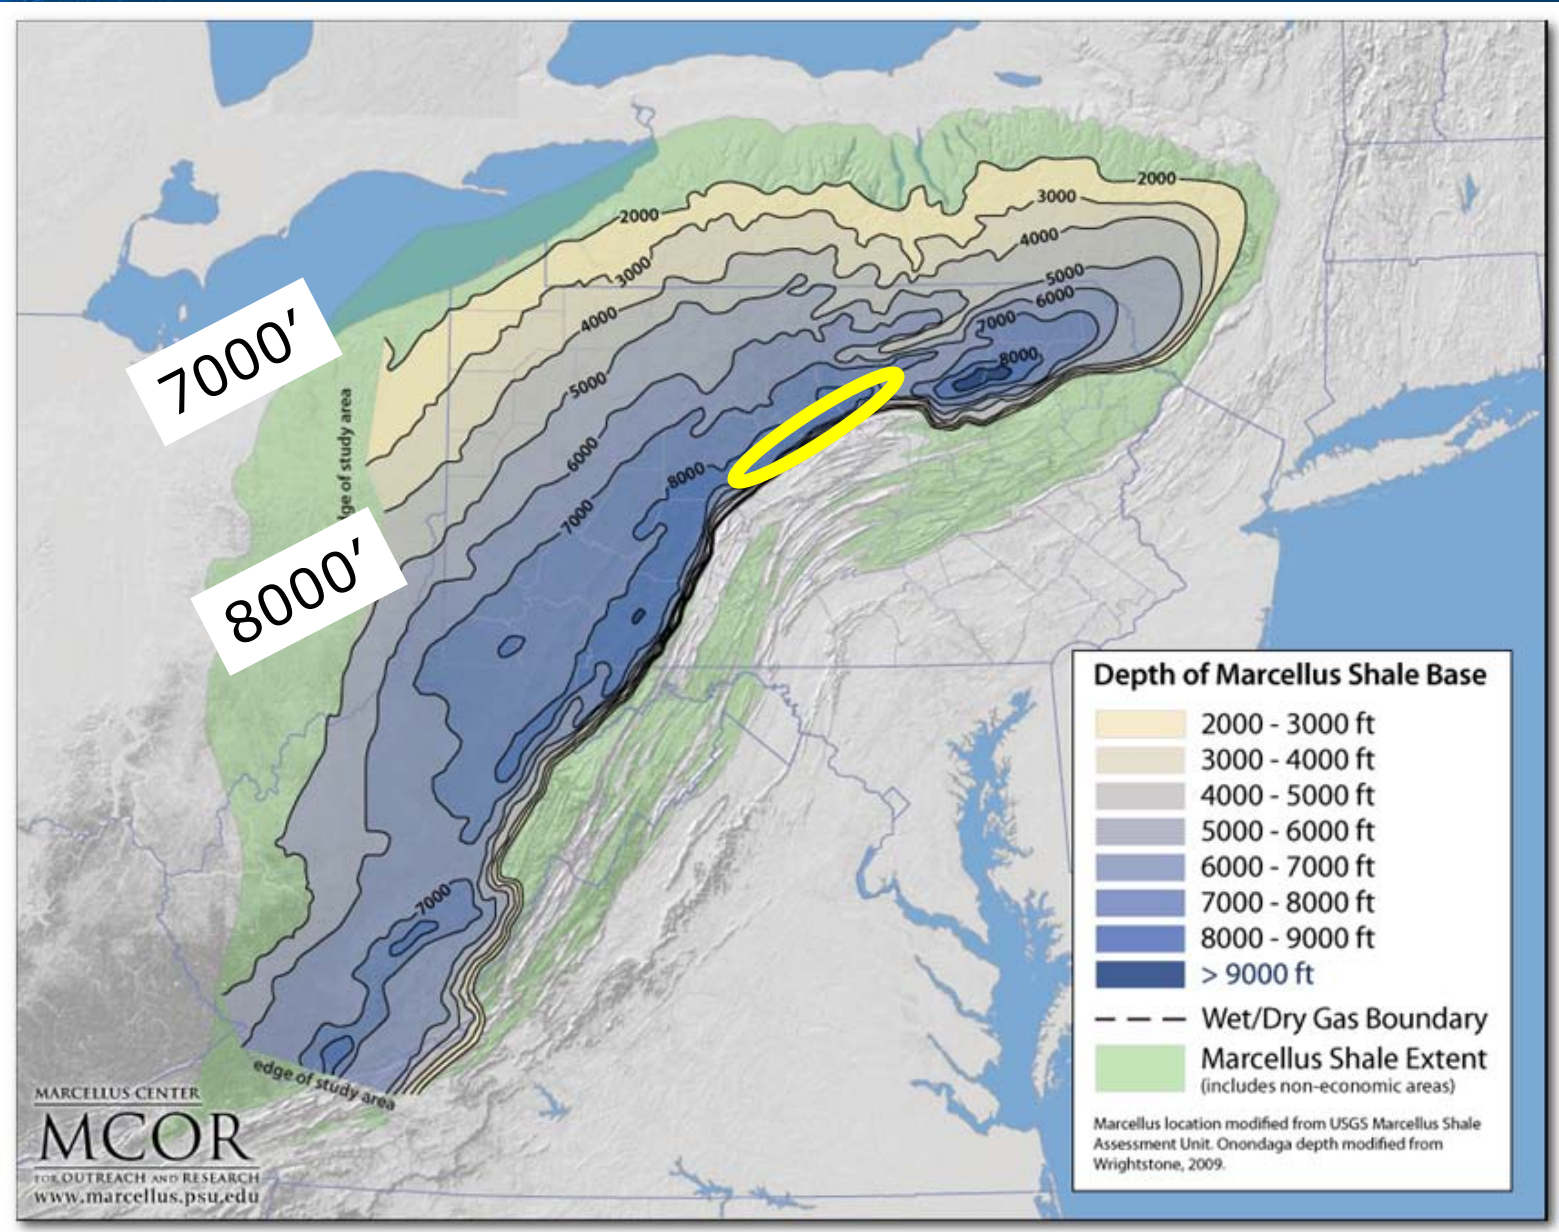 2000
3000
2000
3000
4000
5000
6000
7000
8000
4000
5000
6000
7000
8000
7000
7000′
8000′
dge of study area
edge of study area
Depth of Marcellus Shale Base
2000 - 3000 ft
3000 - 4000 ft
4000 - 5000 ft
5000 - 6000 ft
6000 - 7000 ft
7000 - 8000 ft
8000 - 9000 ft
> 9000 ft
Wet/Dry Gas Boundary
Marcellus Shale Extent
(includes non-economic areas)
Marcellus location modified from USGS Marcellus Shale
Assessment Unit. Onondaga depth modified from
Wrightstone, 2009.
MARCELLUS CENTER
MCOR
FOR OUTREACH AND RESEARCH
www.marcellus.psu.edu